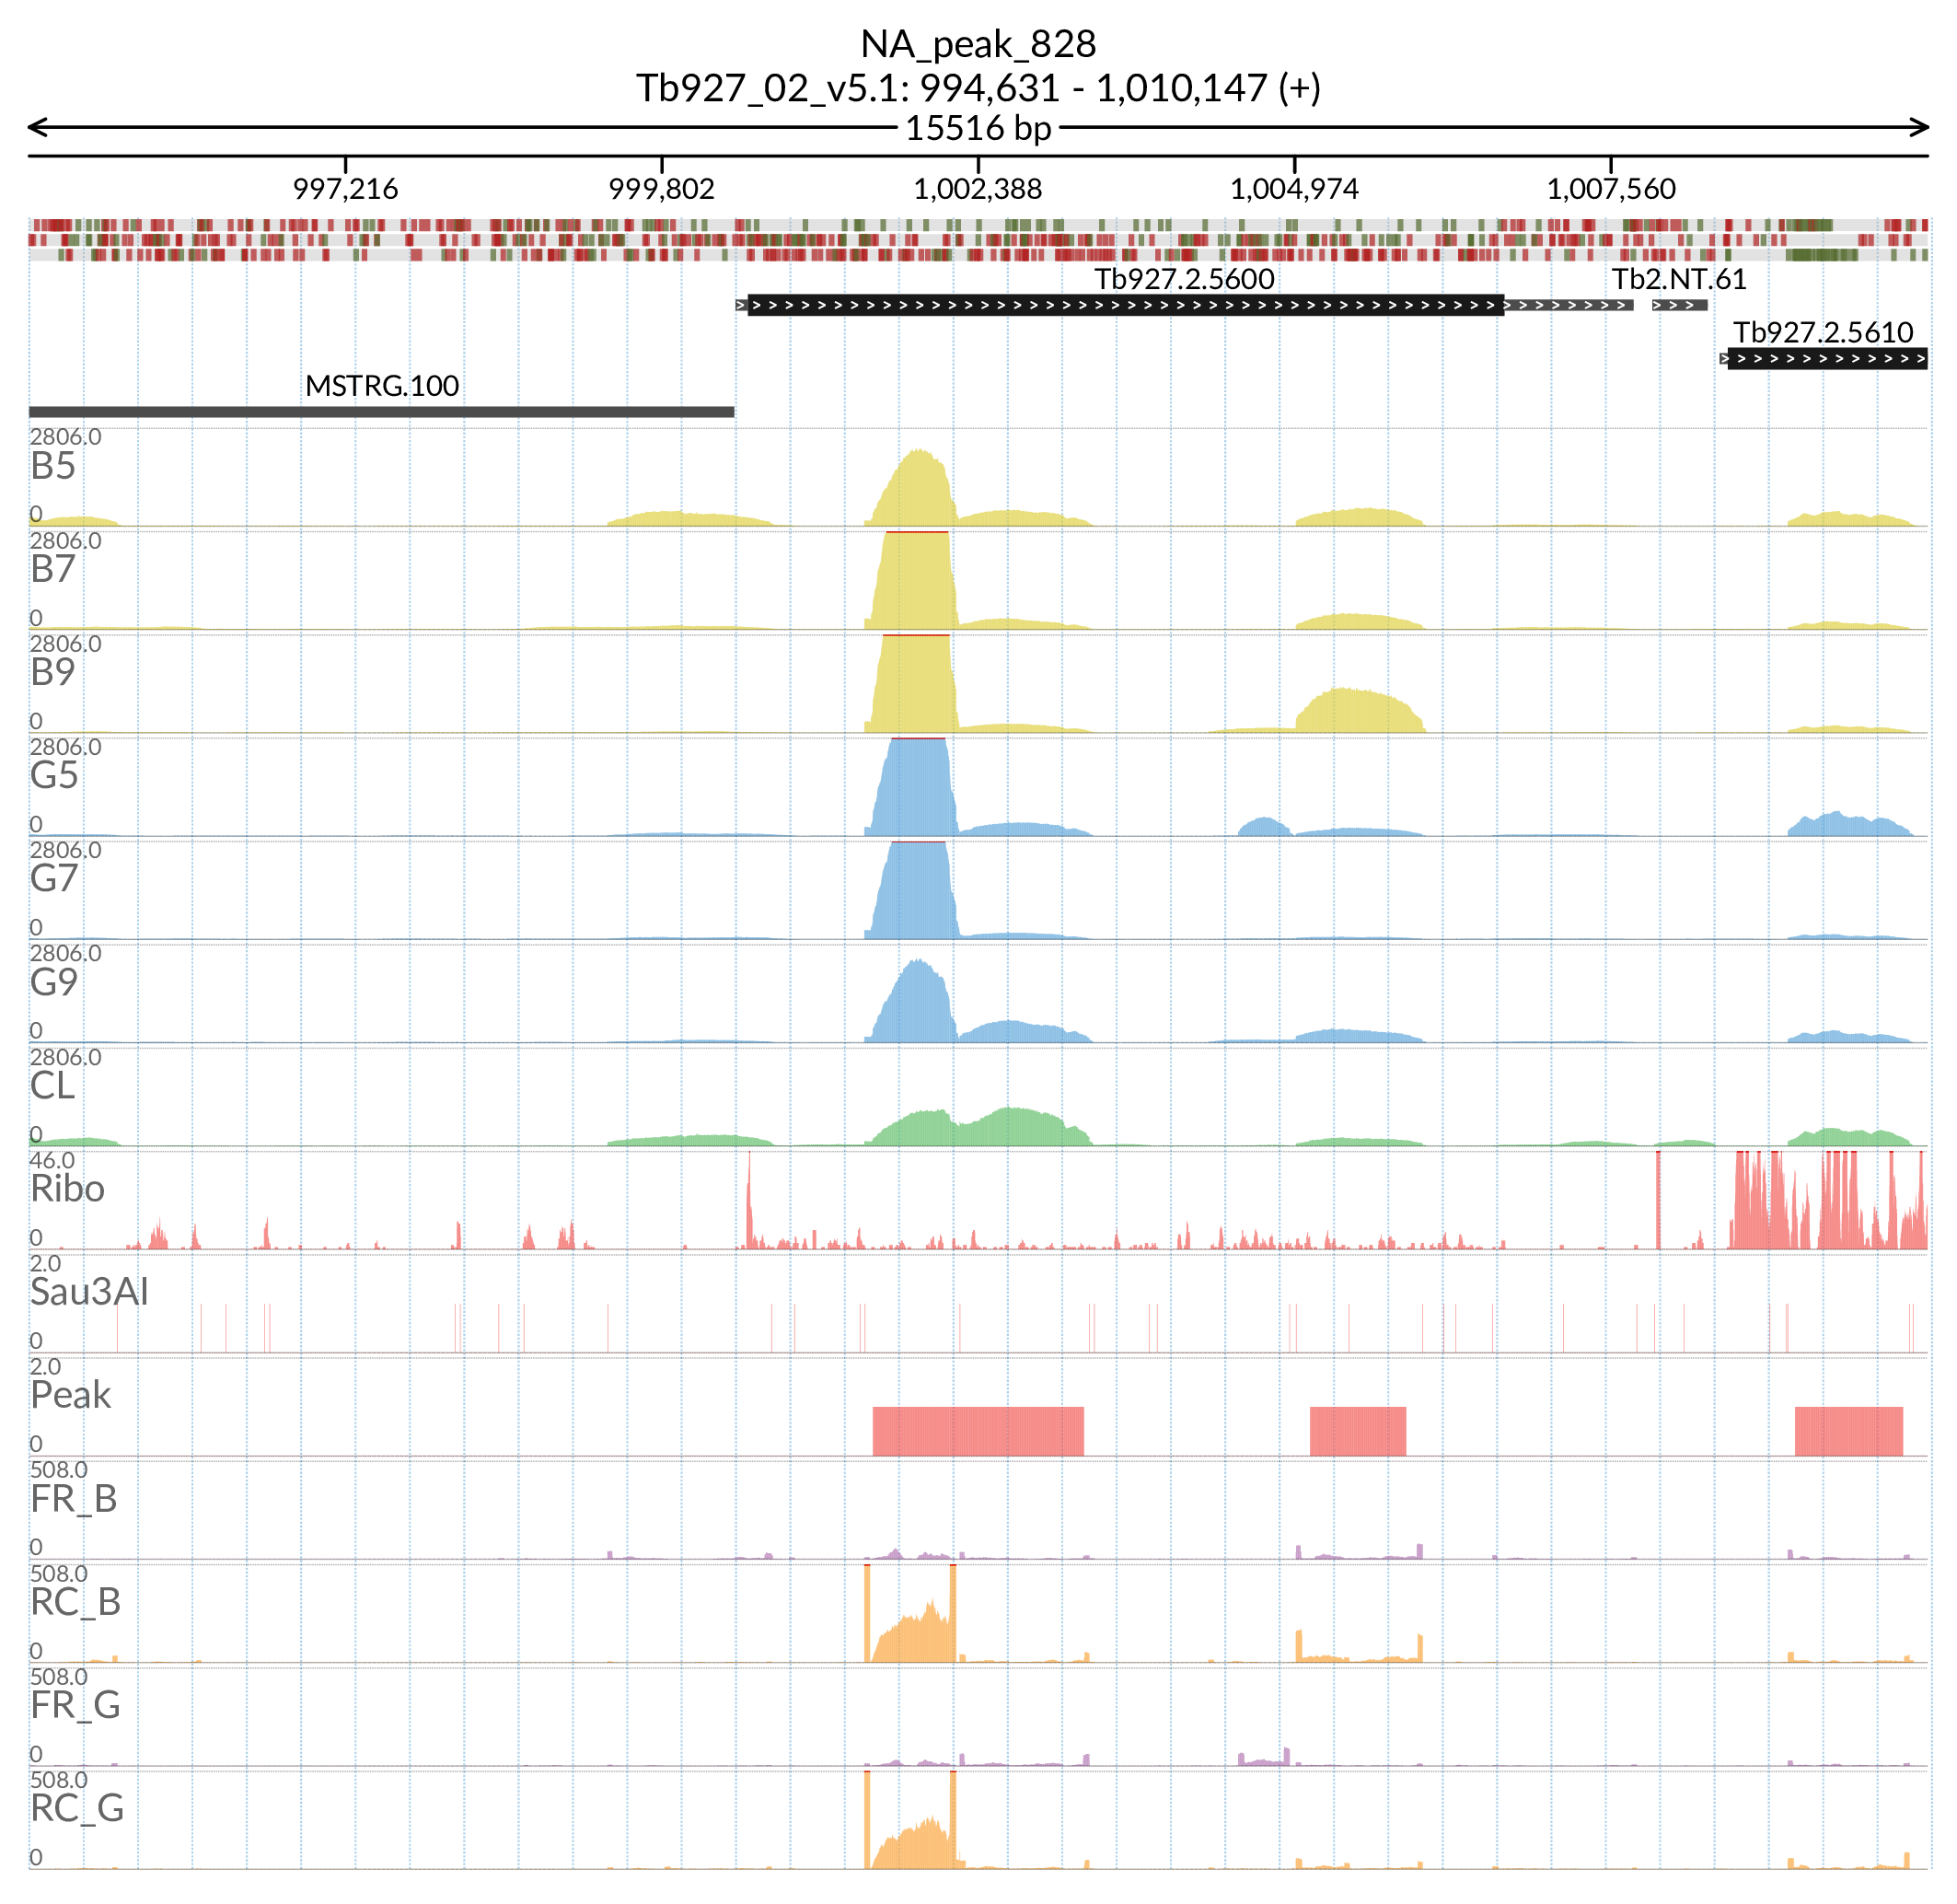 NA_peak_828
Tb927_02_v5.1: 994,631 - 1,010,147 (+)
15516 bp
997,216 999,802 1,002,388 1,004,974 1,007,560
Tb927.2.5600 Tb2.NT.61
Tb927.2.5610
MSTRG.100
2806.0
B5
0
2806.0
B7
0
2806.0
B9
0
2806.0
G5
0
2806.0
G7
0
2806.0
G9
0
2806.0
CL
0
46.0
Ribo
0
2.0
Sau3AI
0
2.0
Peak
0
508.0
FR_B
0
508.0
RC_B
0
508.0
FR_G
0
508.0
RC_G
0